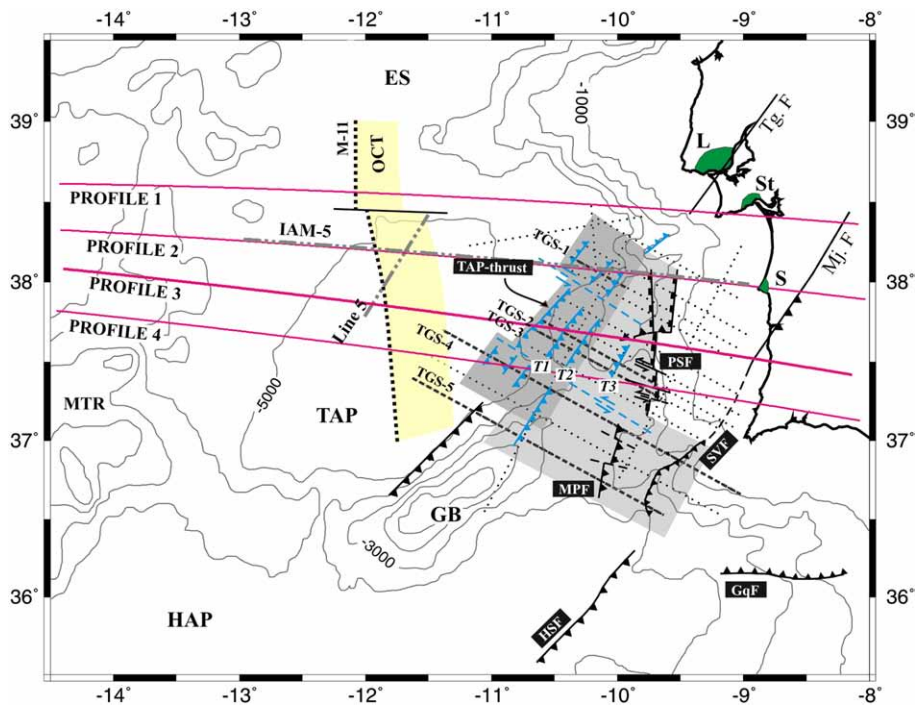 -14° -13° -12° -11° -10° -9° -8°
ES
-1000
Tg. F
39° 39°
M-11
OCT
L
St
PROFILE 1
IAM-5
TGS-1
Mj. F
PROFILE 2
S
38° 38°
TAP-thrust
PROFILE 3
Line 5
TGS-2
TGS-3
PROFILE 4
TGS-4
PSF
T1
T2
T3
TGS-5
-5000
MTR
TAP
37° 37°
SVF
MPF
GB
-3000
36° 36°
GqF
HAP
HSF
-14° -13° -12° -11° -10° -9° -8°